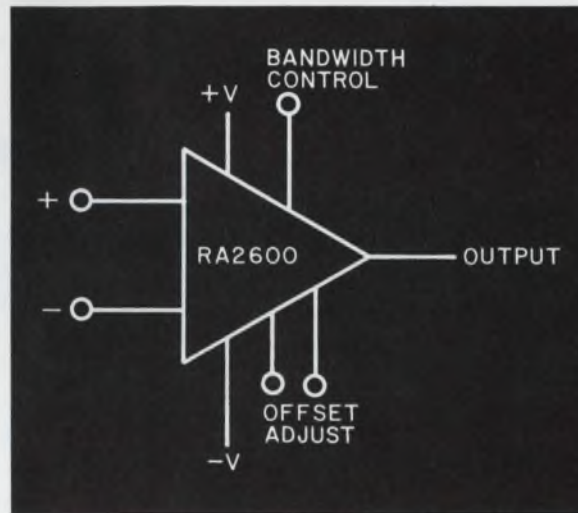 BANDWIDTH
CONTROL
+V
+
RA2600
OUTPUT
−
OFFSET
ADJUST
−V